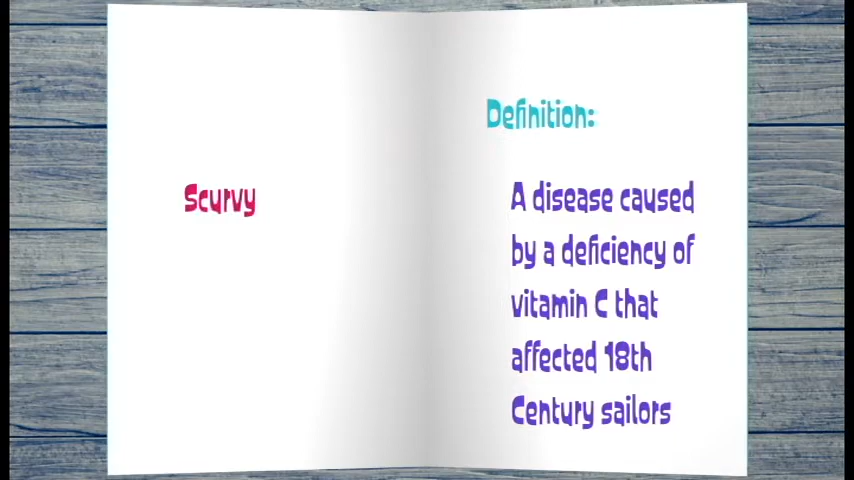 Scurvy
Definition:
A disease caused
by a deficiency of
vitamin C that
affected 18th
Century sailors